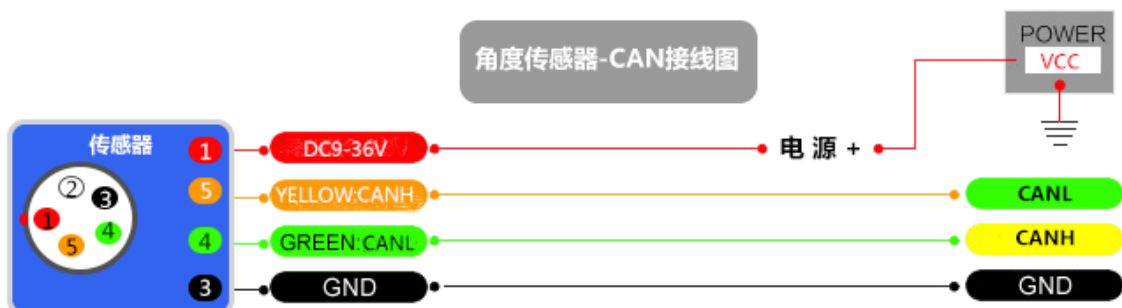 角度传感器-CAN接线图
POWER
VCC
传感器
1 DC9-36V 电 源 +
5 YELLOW:CANH CANL
4 GREEN:CANL CANH
3 GND GND
2
3
1
4
5